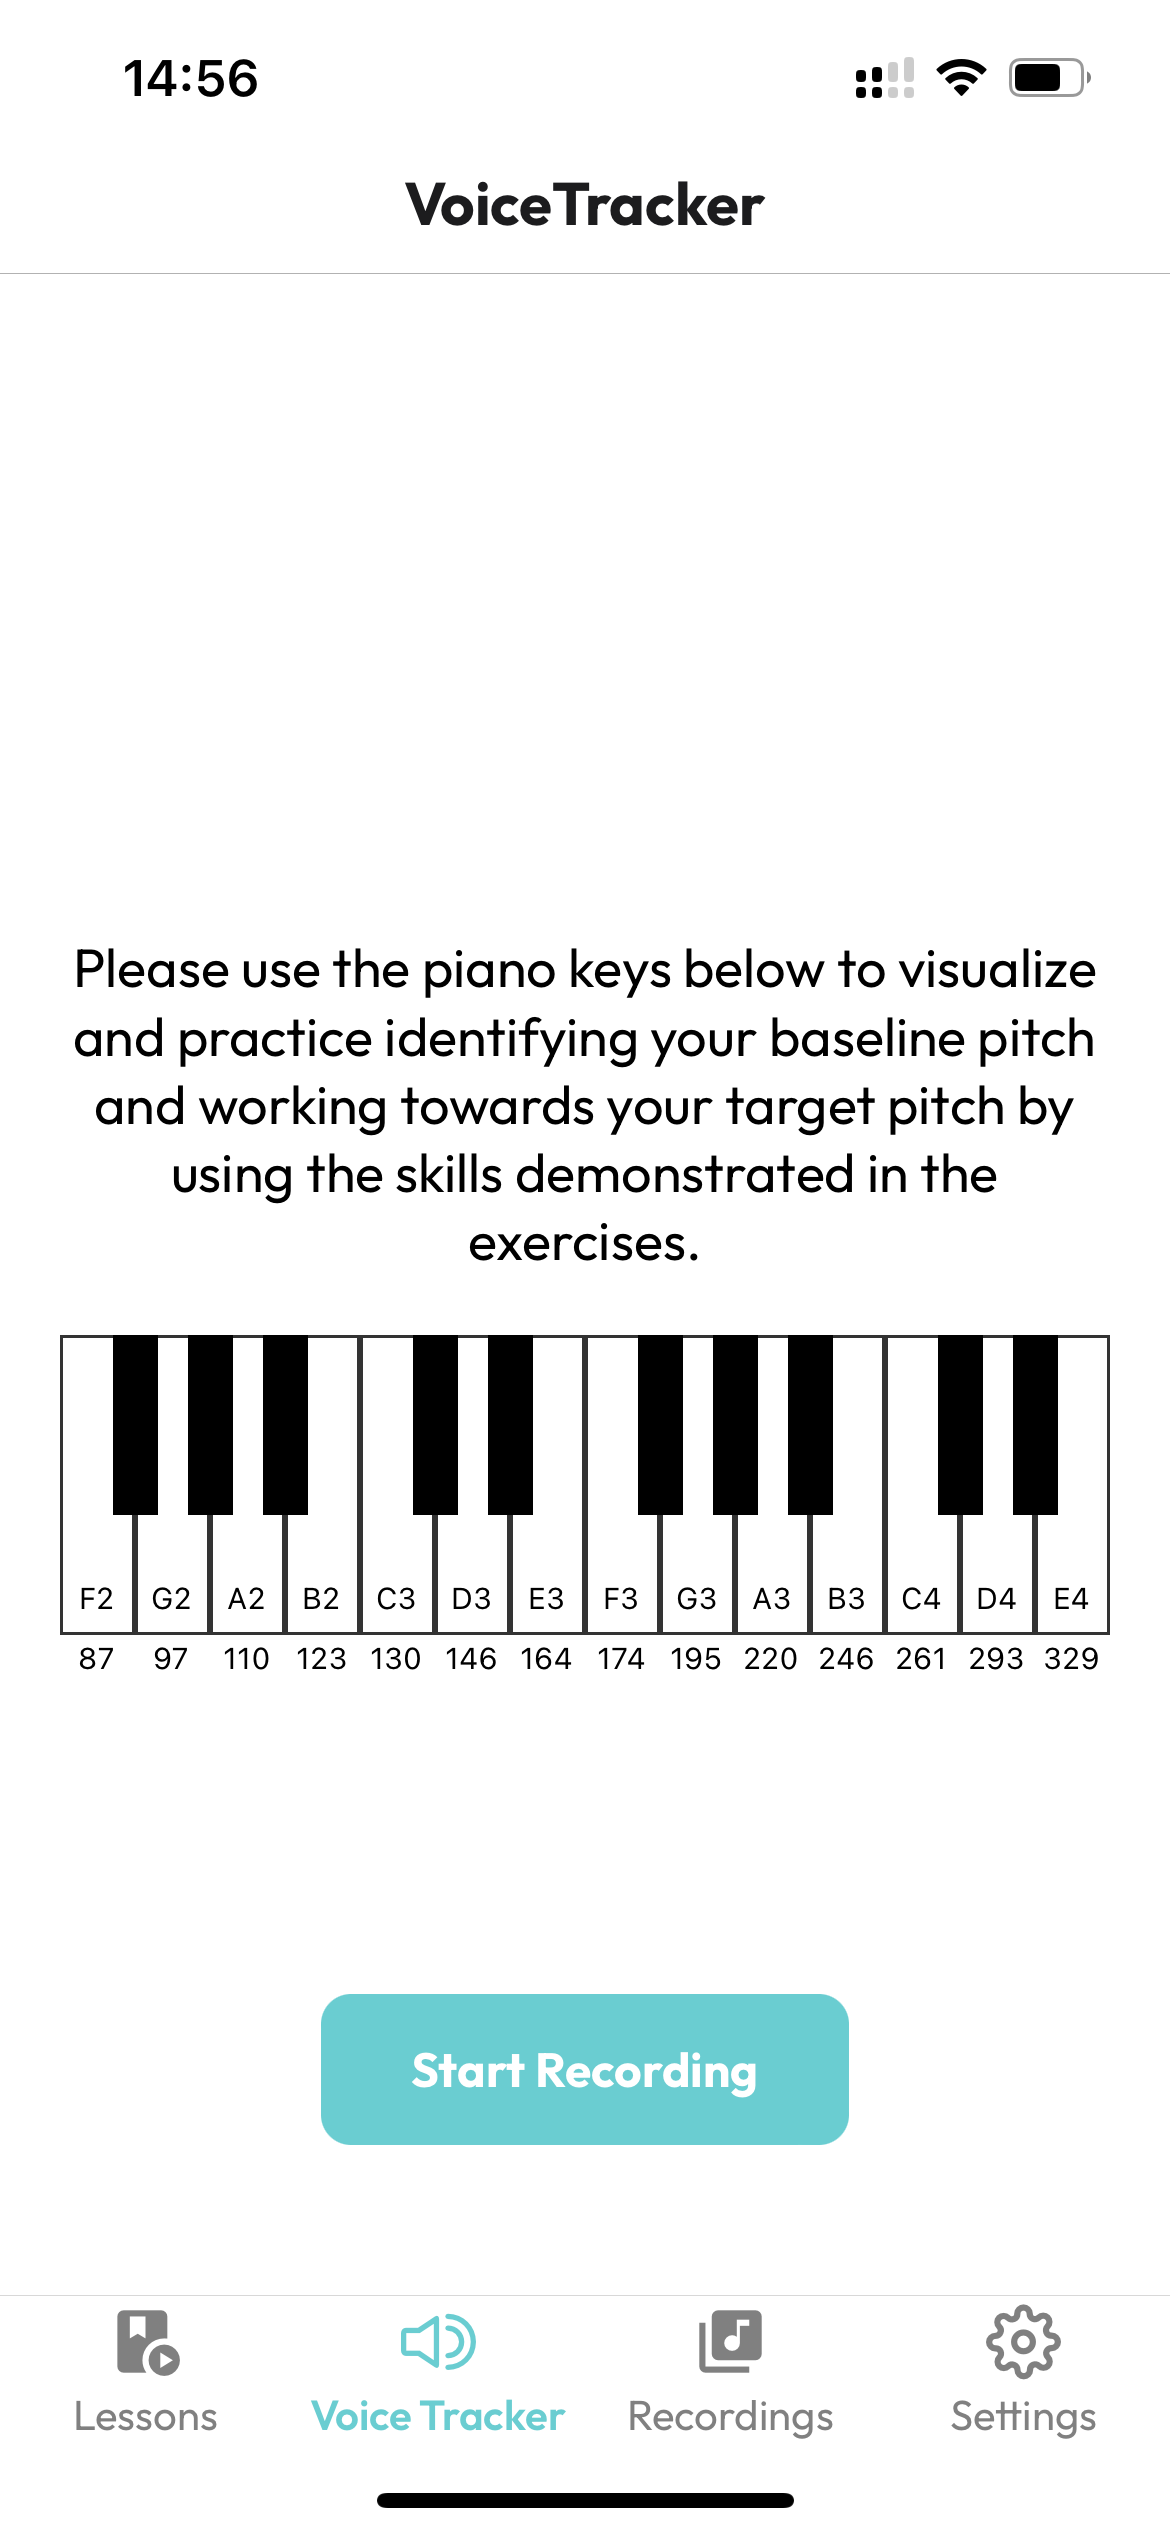 14:56
VoiceTracker
Please use the piano keys below to visualize
and practice identifying your baseline pitch
and working towards your target pitch by
using the skills demonstrated in the
exercises.
F2 G2 A2 B2 C3 D3 E3 F3 G3 A3 B3 C4 D4 E4
87 97 110 123 130 146 164 174 195 220 246 261 293 329
Start Recording
Lessons Voice Tracker Recordings Settings